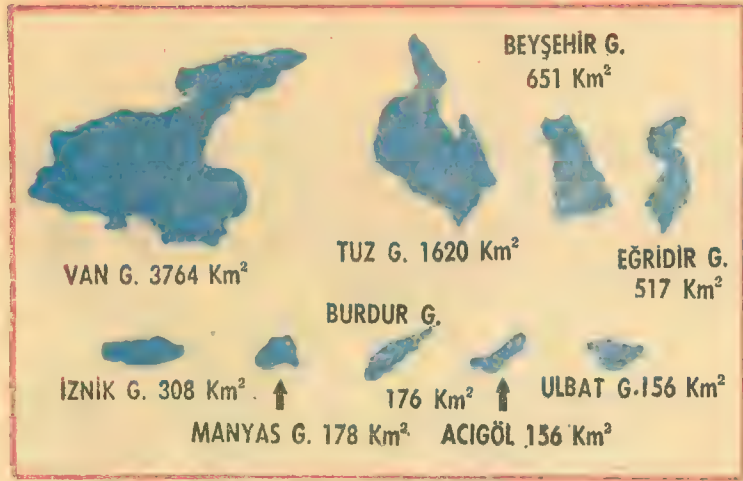 BEYŞEHİR G.
651 Km²
VAN G. 3764 Km²
TUZ G. 1620 Km²
EĞRİDİR G.
517 Km²
BURDUR G.
176 Km²
İZNİK G. 308 Km²
MANYAS G. 178 Km²
ACIGÖL 156 Km²
ULBAT G.156 Km²